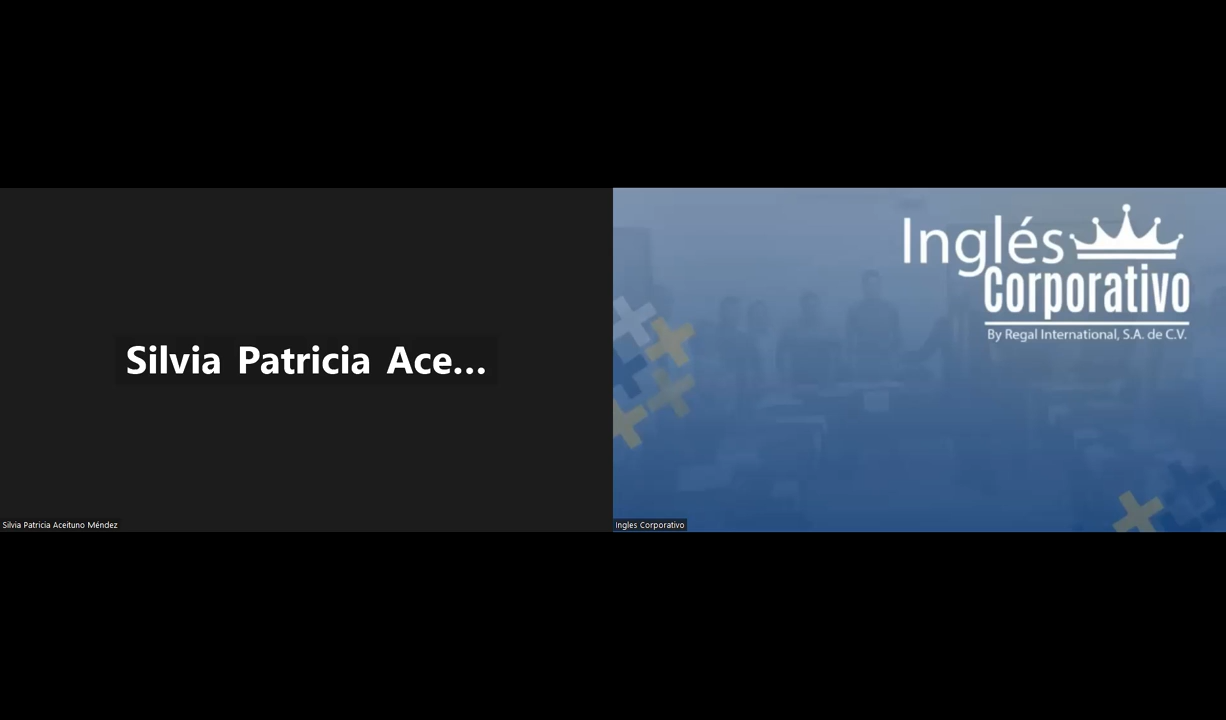 Silvia Patricia Ace...
Silvia Patricia Aceituno Méndez
Inglés
Corporativo
By Regal International, S.A. de C.V.
Ingles Corporativo